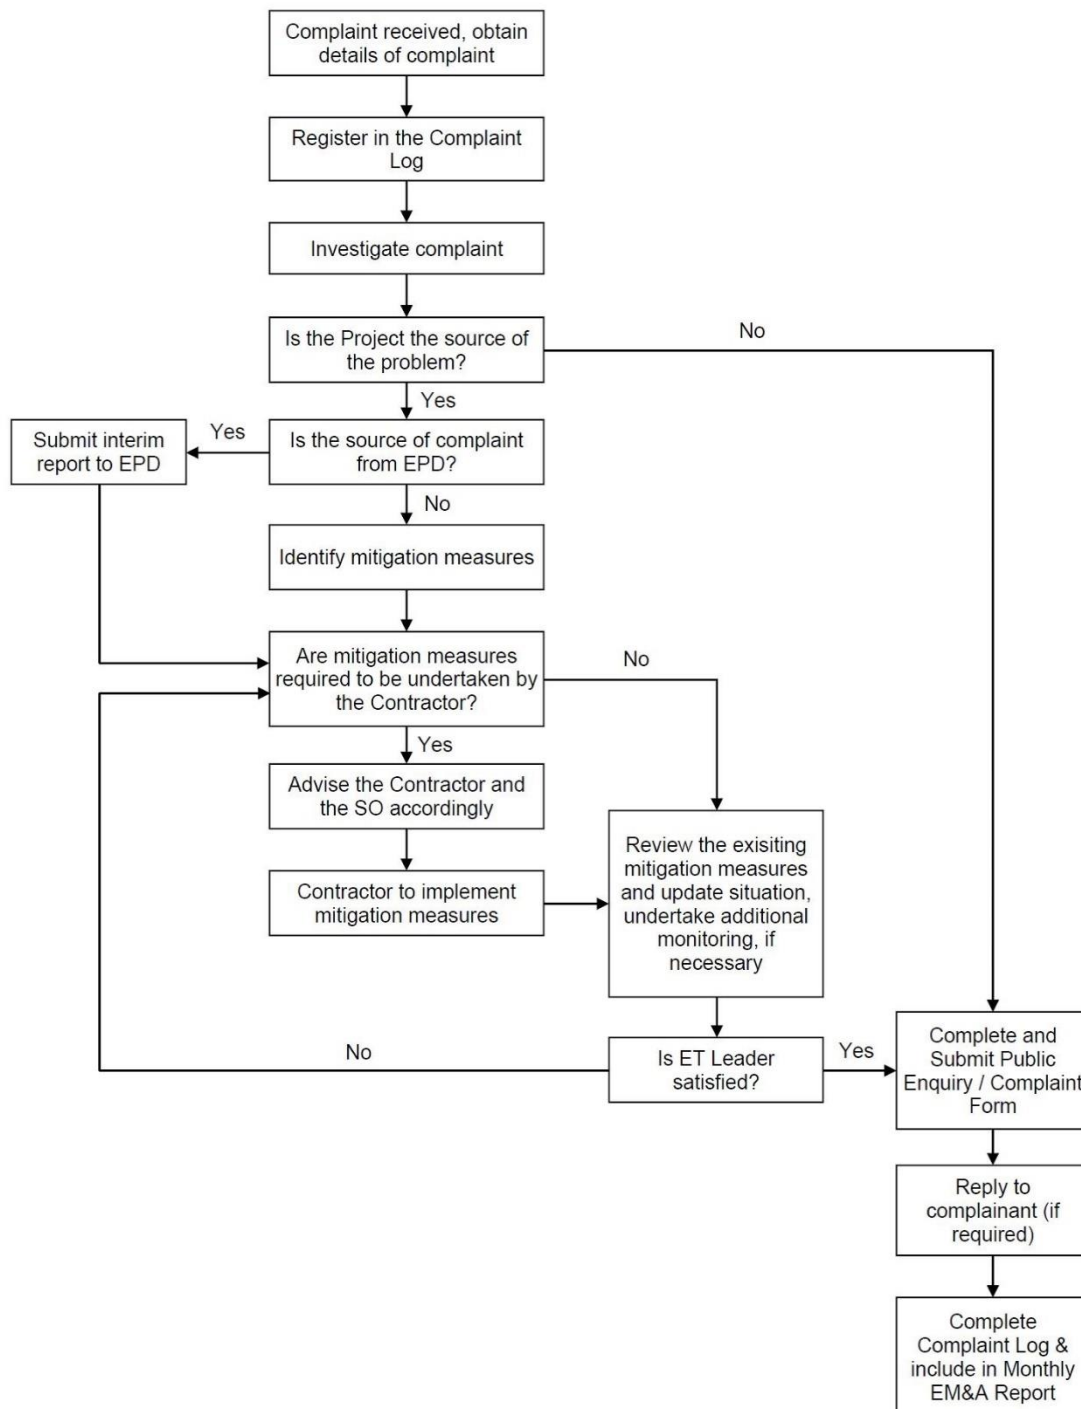 Complaint received, obtain
details of complaint
Register in the Complaint
Log
Investigate complaint
Is the Project the source of
the problem?
No
Yes
Submit interim
report to EPD
Yes
Is the source of complaint
from EPD?
No
Identify mitigation measures
Are mitigation measures
required to be undertaken by
the Contractor?
No
Yes
Advise the Contractor and
the SO accordingly
Contractor to implement
mitigation measures
Review the exisiting
mitigation measures
and update situation,
undertake additional
monitoring, if
necessary
No
Is ET Leader
satisfied?
Yes
Complete and
Submit Public
Enquiry / Complaint
Form
Reply to
complainant (if
required)
Complete
Complaint Log &
include in Monthly
EM&A Report